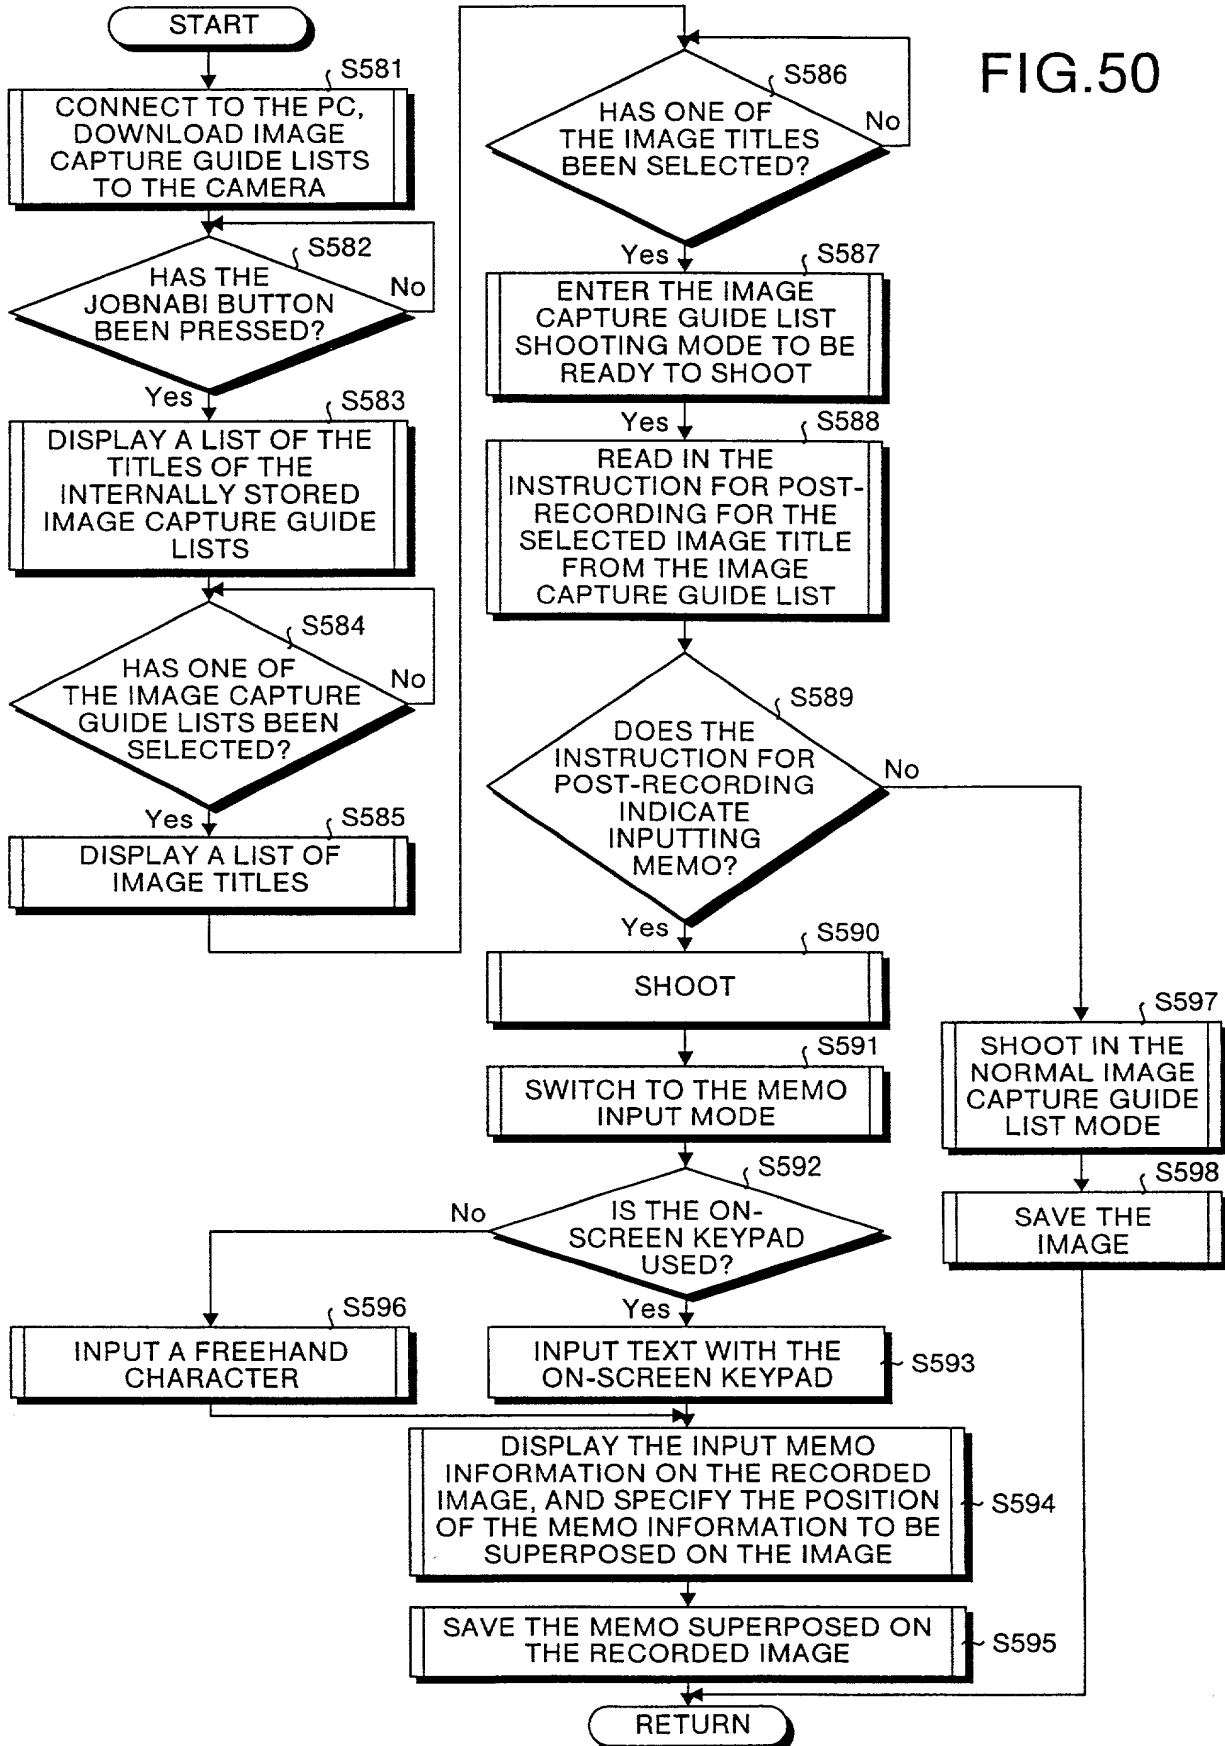 FIG.50
START
S581
CONNECT TO THE PC,
DOWNLOAD IMAGE
CAPTURE GUIDE LISTS
TO THE CAMERA
S582
HAS THE
JOBNABI BUTTON
BEEN PRESSED?
No
Yes
S583
DISPLAY A LIST OF THE
TITLES OF THE
INTERNALLY STORED
IMAGE CAPTURE GUIDE
LISTS
S584
HAS ONE OF
THE IMAGE CAPTURE
GUIDE LISTS BEEN
SELECTED?
No
Yes
S585
DISPLAY A LIST OF
IMAGE TITLES
S586
HAS ONE OF
THE IMAGE TITLES
BEEN SELECTED?
No
Yes
S587
ENTER THE IMAGE
CAPTURE GUIDE LIST
SHOOTING MODE TO BE
READY TO SHOOT
Yes
S588
READ IN THE
INSTRUCTION FOR POST-
RECORDING FOR THE
SELECTED IMAGE TITLE
FROM THE IMAGE
CAPTURE GUIDE LIST
S589
DOES THE
INSTRUCTION FOR
POST-RECORDING
INDICATE
INPUTTING
MEMO?
No
Yes
S590
SHOOT
S591
SWITCH TO THE MEMO
INPUT MODE
S592
IS THE ON-
SCREEN KEYPAD
USED?
No
Yes
S596
INPUT A FREEHAND
CHARACTER
INPUT TEXT WITH THE
ON-SCREEN KEYPAD
S593
DISPLAY THE INPUT MEMO
INFORMATION ON THE RECORDED
IMAGE, AND SPECIFY THE POSITION
OF THE MEMO INFORMATION TO BE
SUPERPOSED ON THE IMAGE
S594
SAVE THE MEMO SUPERPOSED ON
THE RECORDED IMAGE
S595
S597
SHOOT IN THE
NORMAL IMAGE
CAPTURE GUIDE
LIST MODE
S598
SAVE THE
IMAGE
RETURN